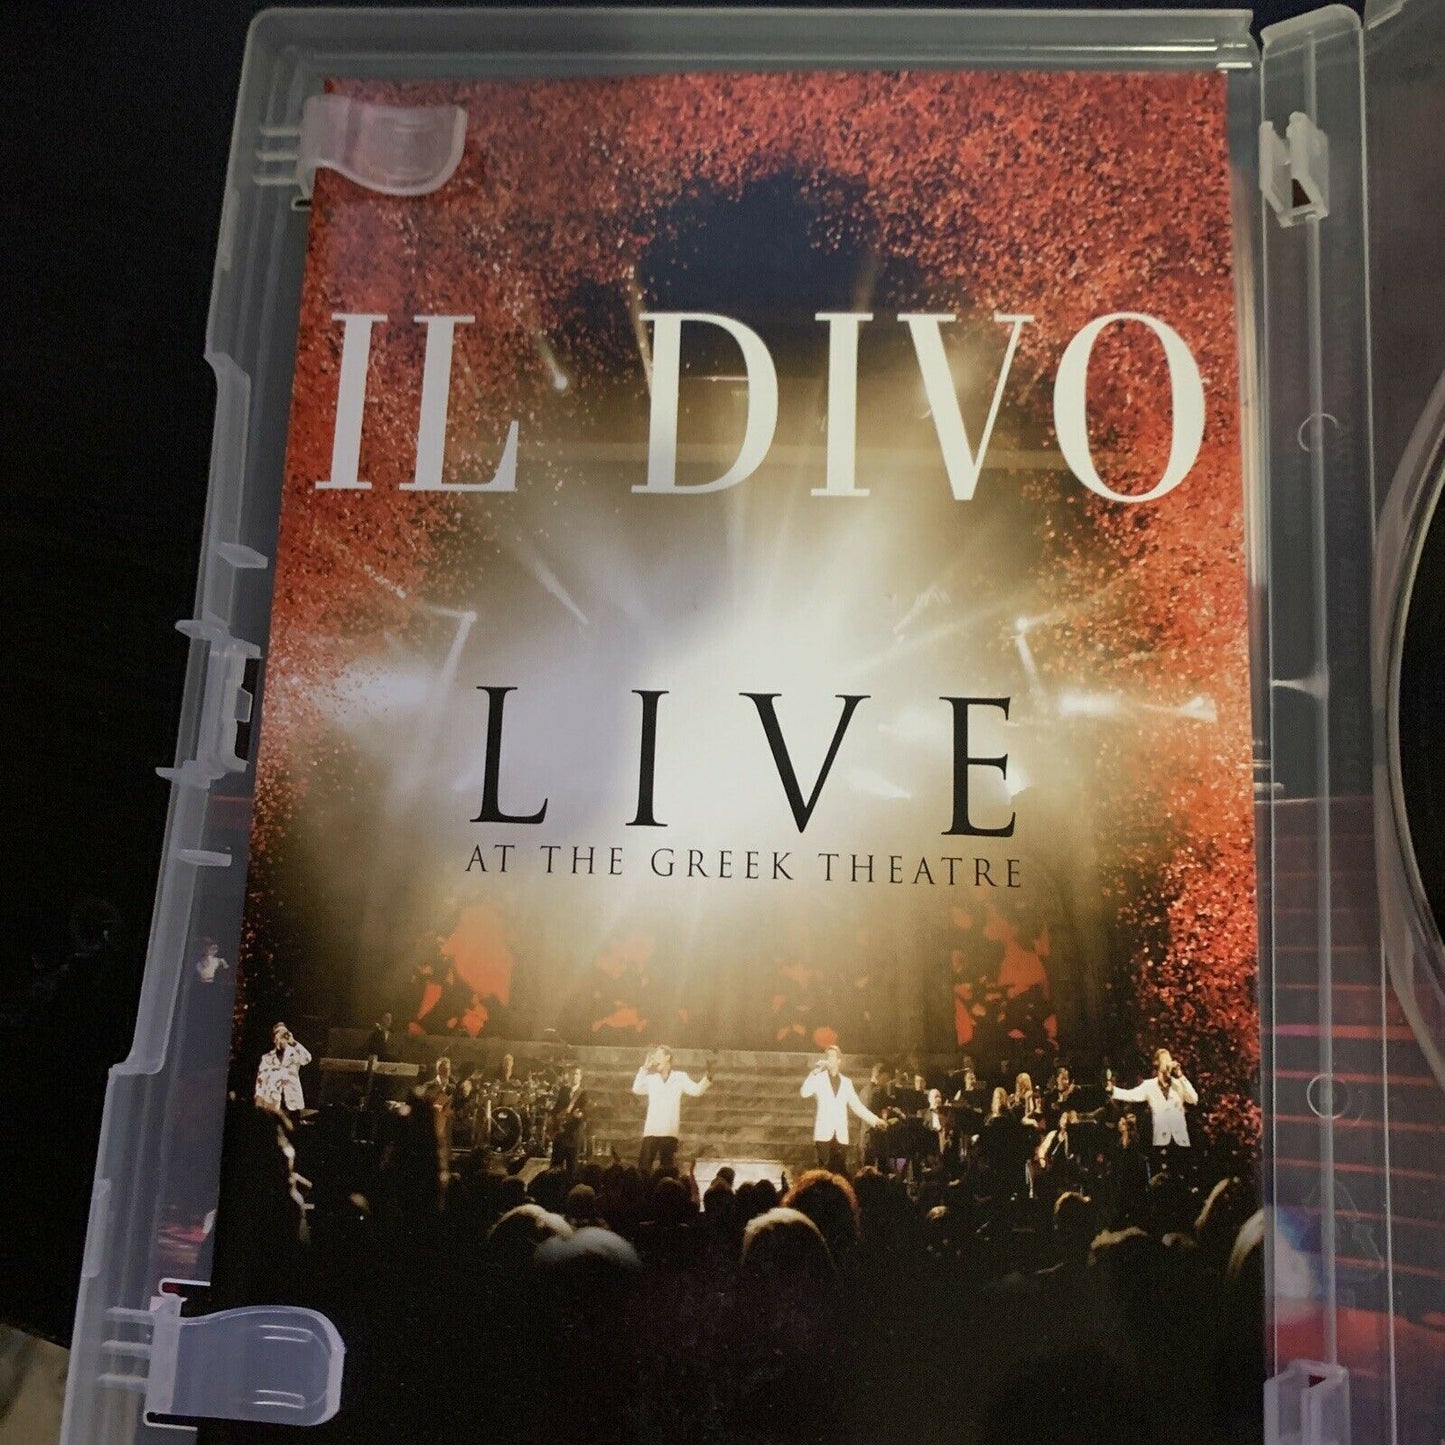 IL DIVO
LIVE
AT THE GREEK THEATRE